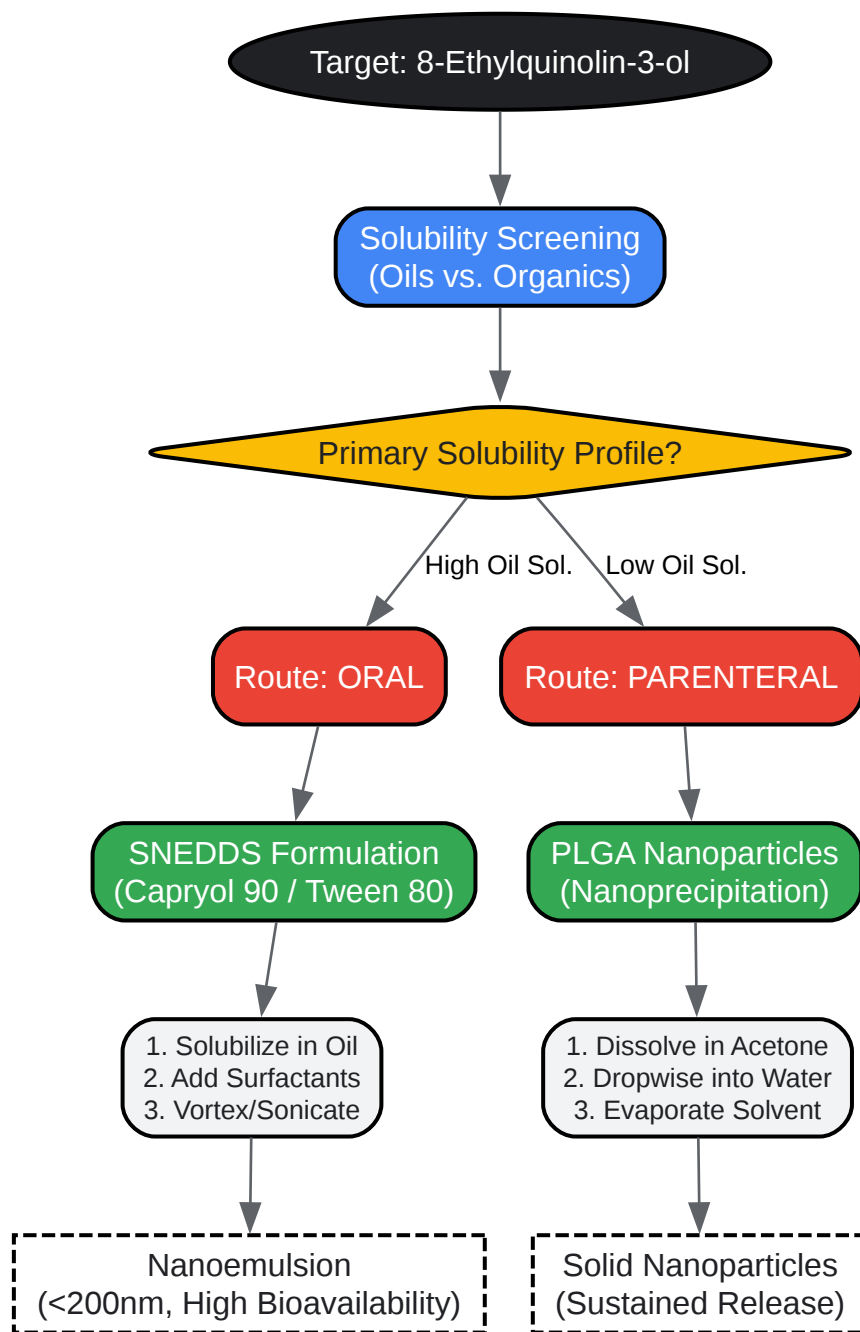 Target: 8-Ethylquinolin-3-ol
Solubility Screening
(Oils vs. Organics)
Primary Solubility Profile?
High Oil Sol.
Low Oil Sol.
Route: ORAL
Route: PARENTERAL
SNEDDS Formulation
(Capryol 90 / Tween 80)
PLGA Nanoparticles
(Nanoprecipitation)
1. Solubilize in Oil
2. Add Surfactants
3. Vortex/Sonicate
1. Dissolve in Acetone
2. Dropwise into Water
3. Evaporate Solvent
Nanoemulsion
(<200nm, High Bioavailability)
Solid Nanoparticles
(Sustained Release)